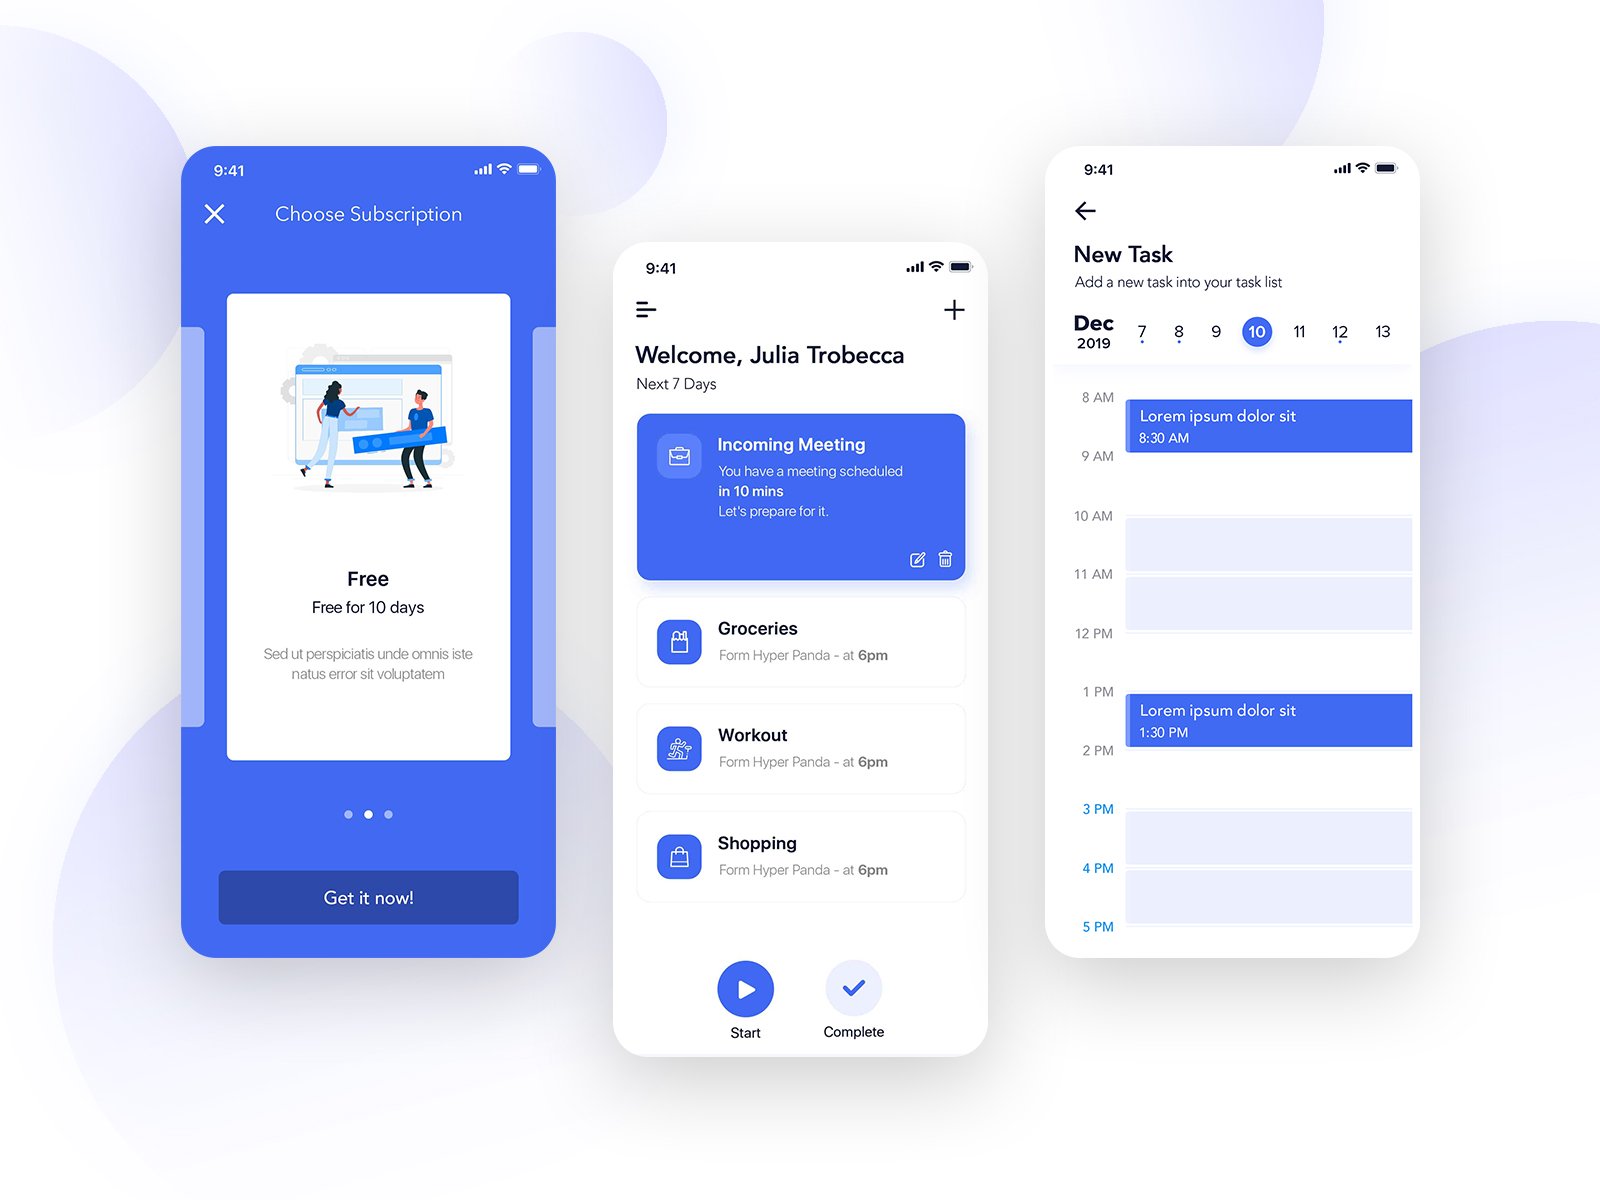 9:41
Choose Subscription
Free
Free for 10 days
Sed ut perspiciatis unde omnis iste
natus error sit voluptatem
Get it now!
9:41
Welcome, Julia Trobecca
Next 7 Days
Incoming Meeting
You have a meeting scheduled
in 10 mins
Let's prepare for it.
Groceries
Form Hyper Panda - at 6pm
Workout
Form Hyper Panda - at 6pm
Shopping
Form Hyper Panda - at 6pm
Start
Complete
9:41
New Task
Add a new task into your task list
Dec
2019
7 8 9 10 11 12 13
8 AM
Lorem ipsum dolor sit
8:30 AM
9 AM
10 AM
11 AM
12 PM
1 PM
Lorem ipsum dolor sit
1:30 PM
2 PM
3 PM
4 PM
5 PM